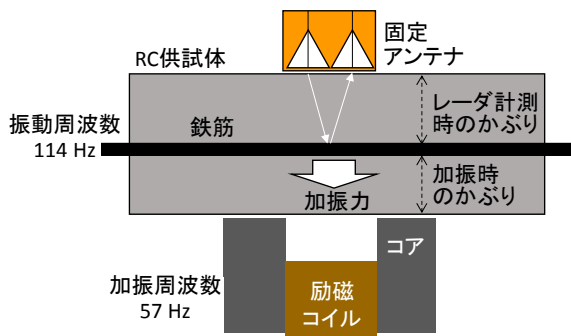 固定
アンテナ
RC供試体
レーダ計測
時のかぶり
振動周波数
114 Hz
鉄筋
加振時
のかぶり
加振力
コア
加振周波数
57 Hz
励磁
コイル